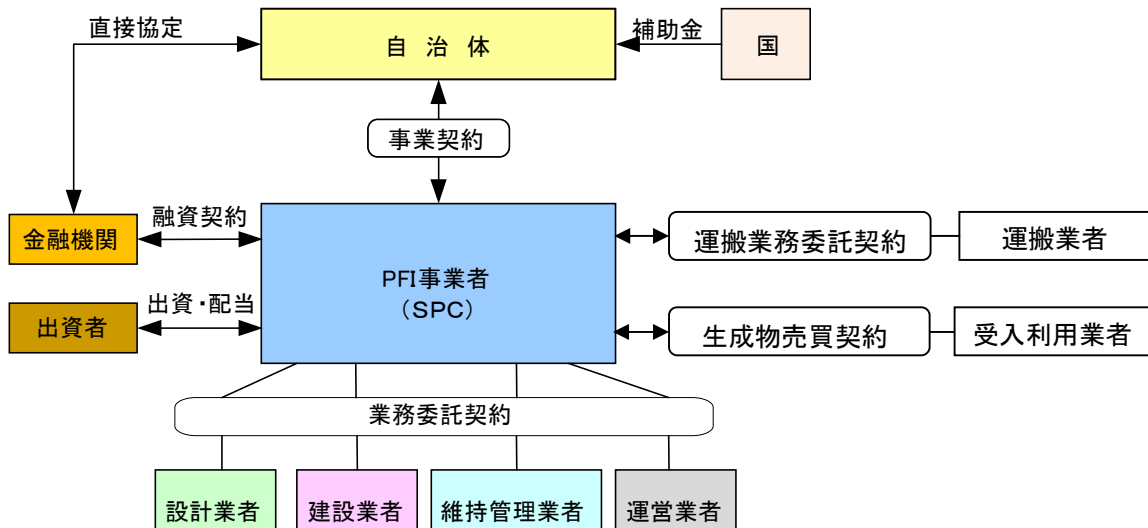 直接協定
自 治 体
補助金
国
事業契約
金融機関
融資契約
PFI事業者
（SPC）
運搬業務委託契約
運搬業者
出資者
出資・配当
生成物売買契約
受入利用業者
業務委託契約
設計業者
建設業者
維持管理業者
運営業者